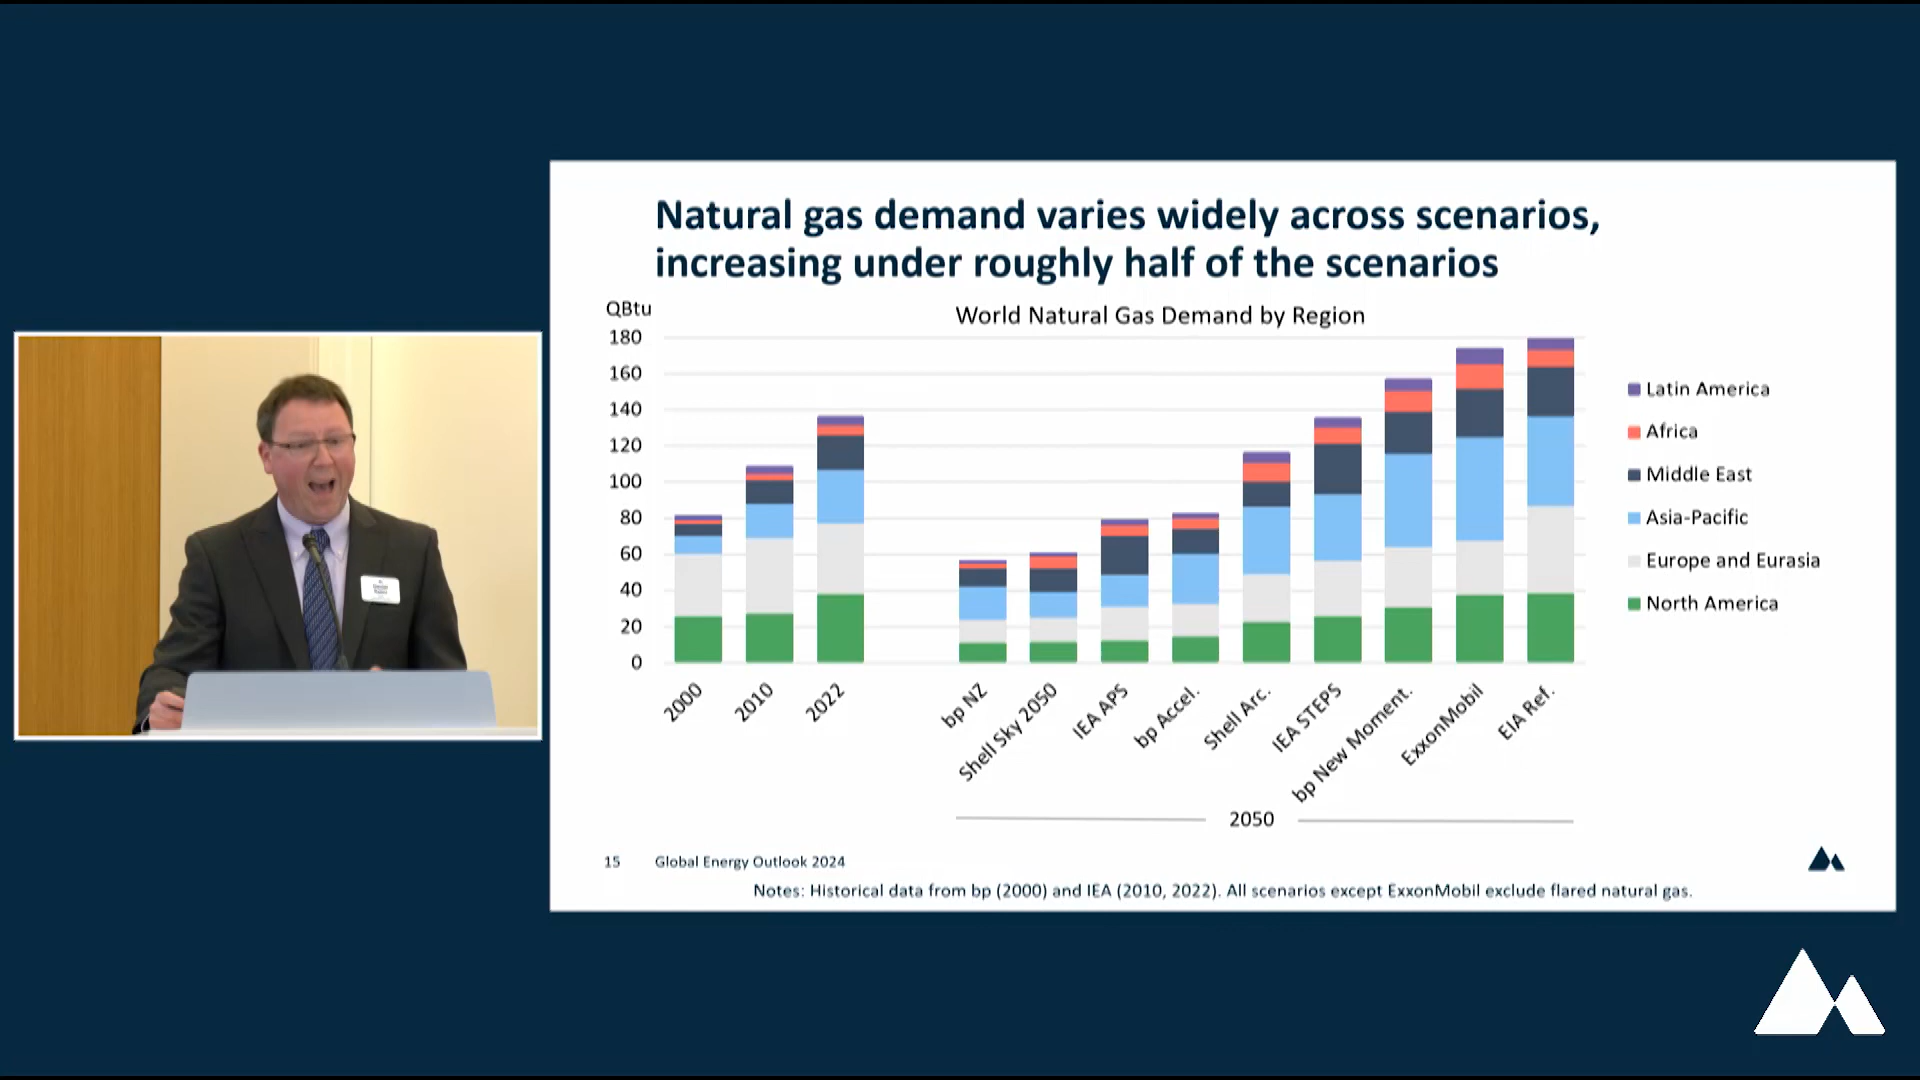 Natural gas demand varies widely across scenarios,
increasing under roughly half of the scenarios
QBtu
World Natural Gas Demand by Region
180
160
140
120
100
80
60
40
20
0
2000
2010
2022
bp NZ
Shell Sky 2050
IEA APS
bp Accel.
Shell Arc.
IEA STEPS
bp New Moment.
ExxonMobil
EIA Ref.
2050
Latin America
Africa
Middle East
Asia-Pacific
Europe and Eurasia
North America
15 Global Energy Outlook 2024
Notes: Historical data from bp (2000) and IEA (2010, 2022). All scenarios except ExxonMobil exclude flared natural gas.